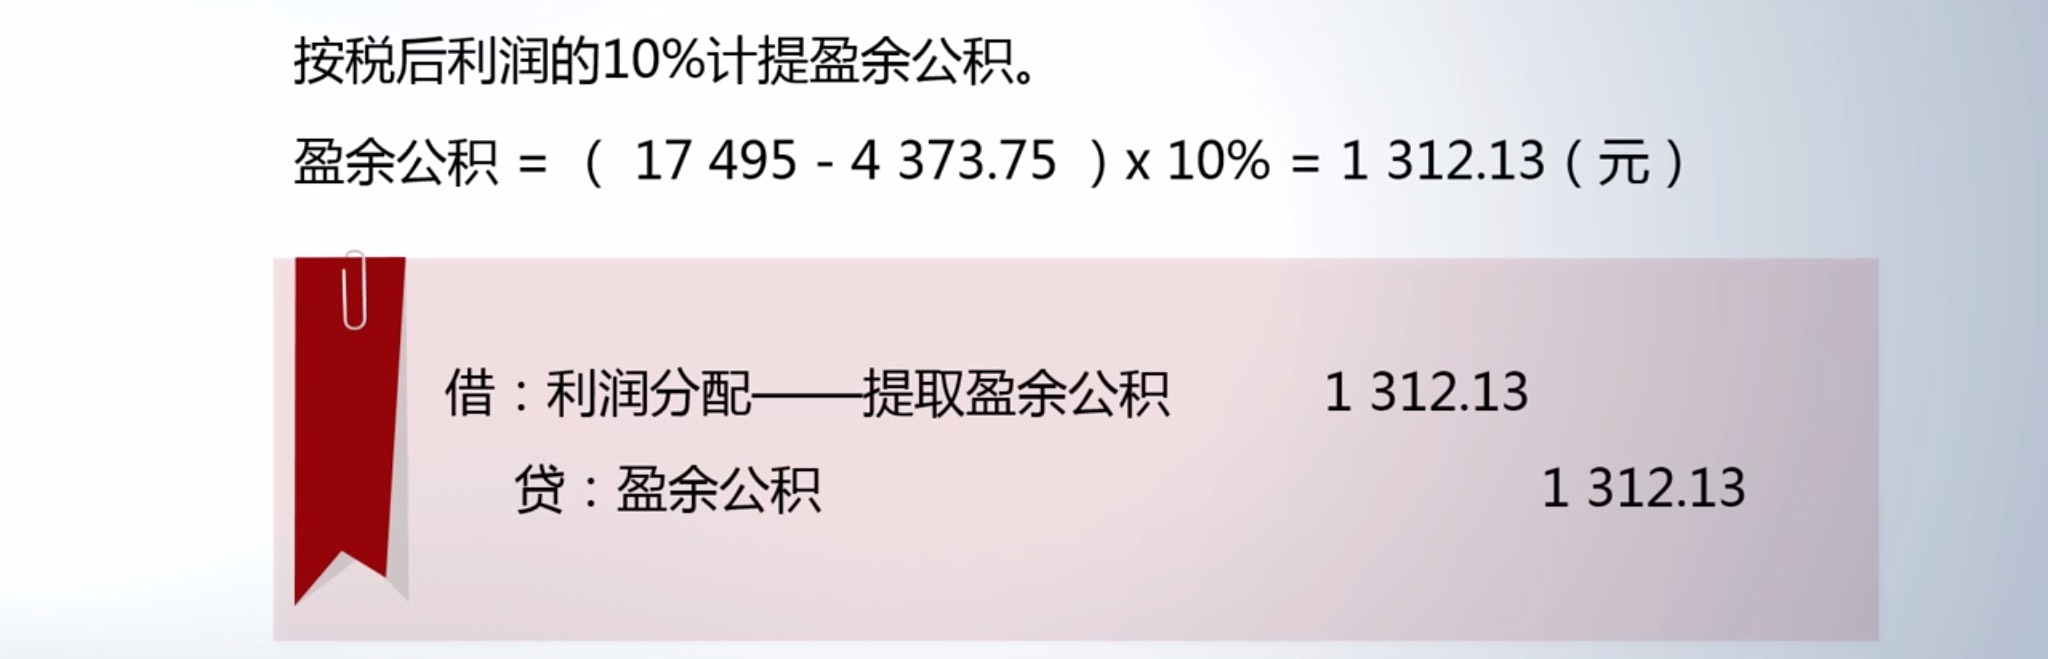 按税后利润的10%计提盈余公积。
盈余公积 = （ 17 495 - 4 373.75 ）x 10% = 1 312.13（元）
借：利润分配——提取盈余公积 1 312.13
贷：盈余公积 1 312.13